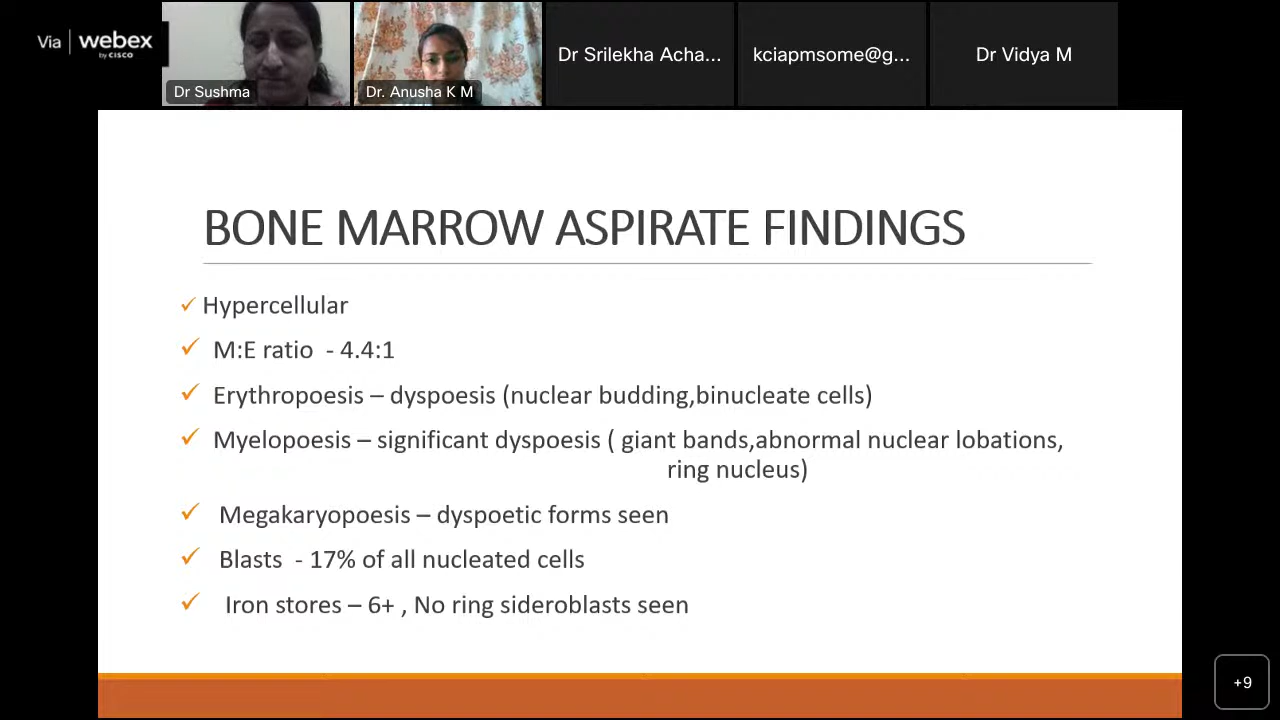 Via webex
by CISCO
Dr Sushma
Dr. Anusha K M
Dr Srilekha Acha...
kciapmsome@g...
Dr Vidya M
BONE MARROW ASPIRATE FINDINGS
✓ Hypercellular
✓ M:E ratio - 4.4:1
✓ Erythropoesis – dyspoesis (nuclear budding,binucleate cells)
✓ Myelopoesis – significant dyspoesis ( giant bands,abnormal nuclear lobations,
ring nucleus)
✓ Megakaryopoesis – dyspoetic forms seen
✓ Blasts - 17% of all nucleated cells
✓ Iron stores – 6+ , No ring sideroblasts seen
+9